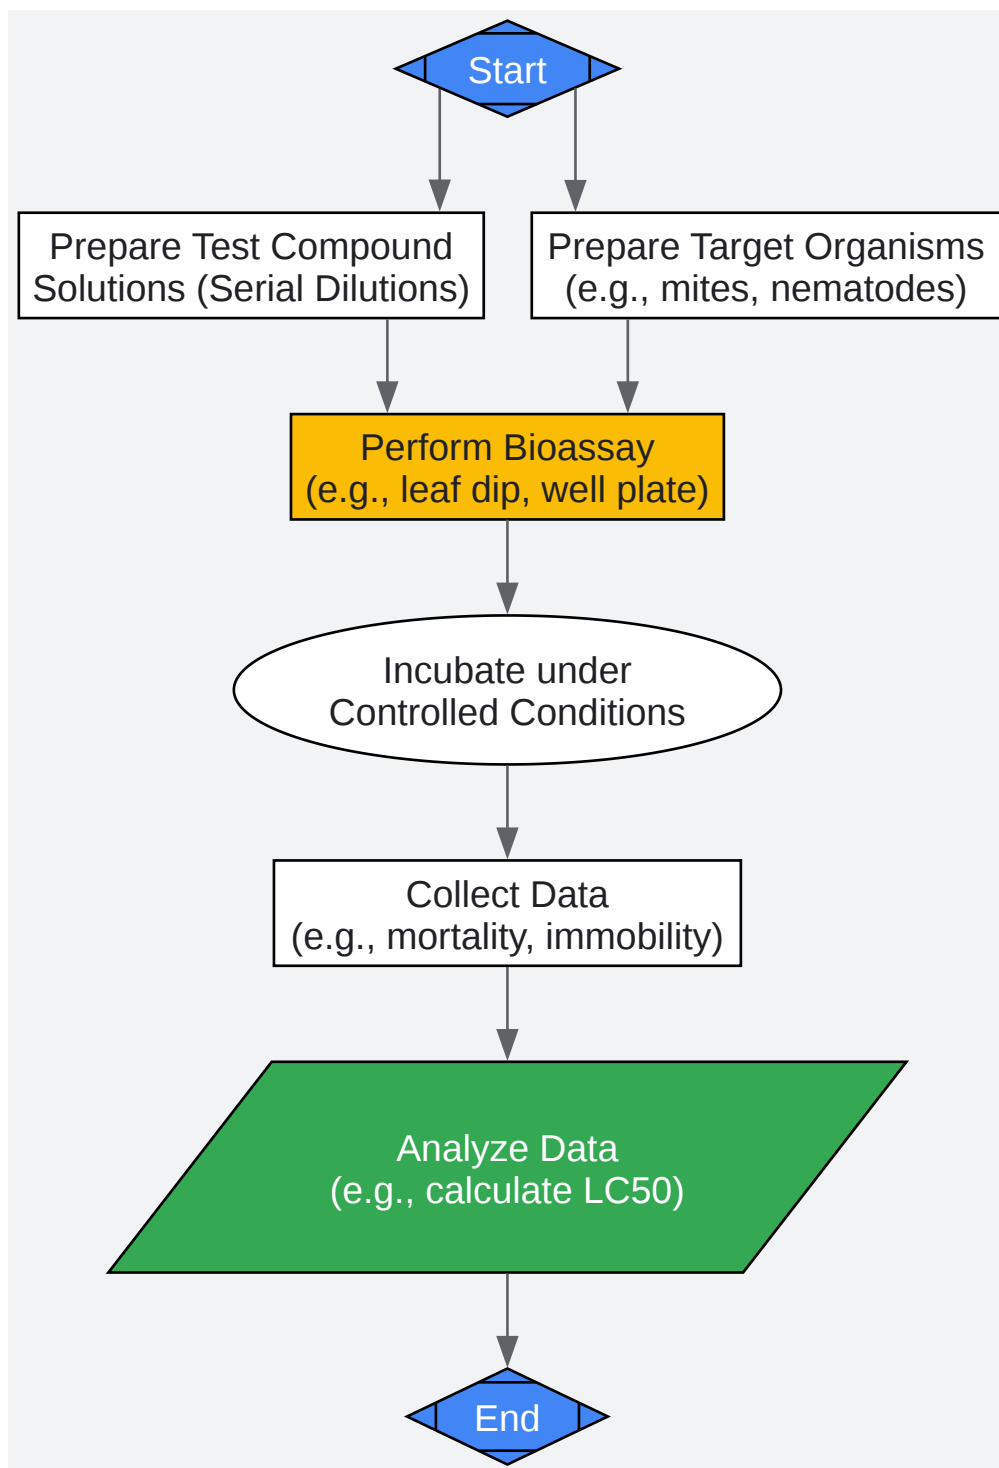 Start
Prepare Test Compound
Solutions (Serial Dilutions)
Prepare Target Organisms
(e.g., mites, nematodes)
Perform Bioassay
(e.g., leaf dip, well plate)
Incubate under
Controlled Conditions
Collect Data
(e.g., mortality, immobility)
Analyze Data
(e.g., calculate LC50)
End